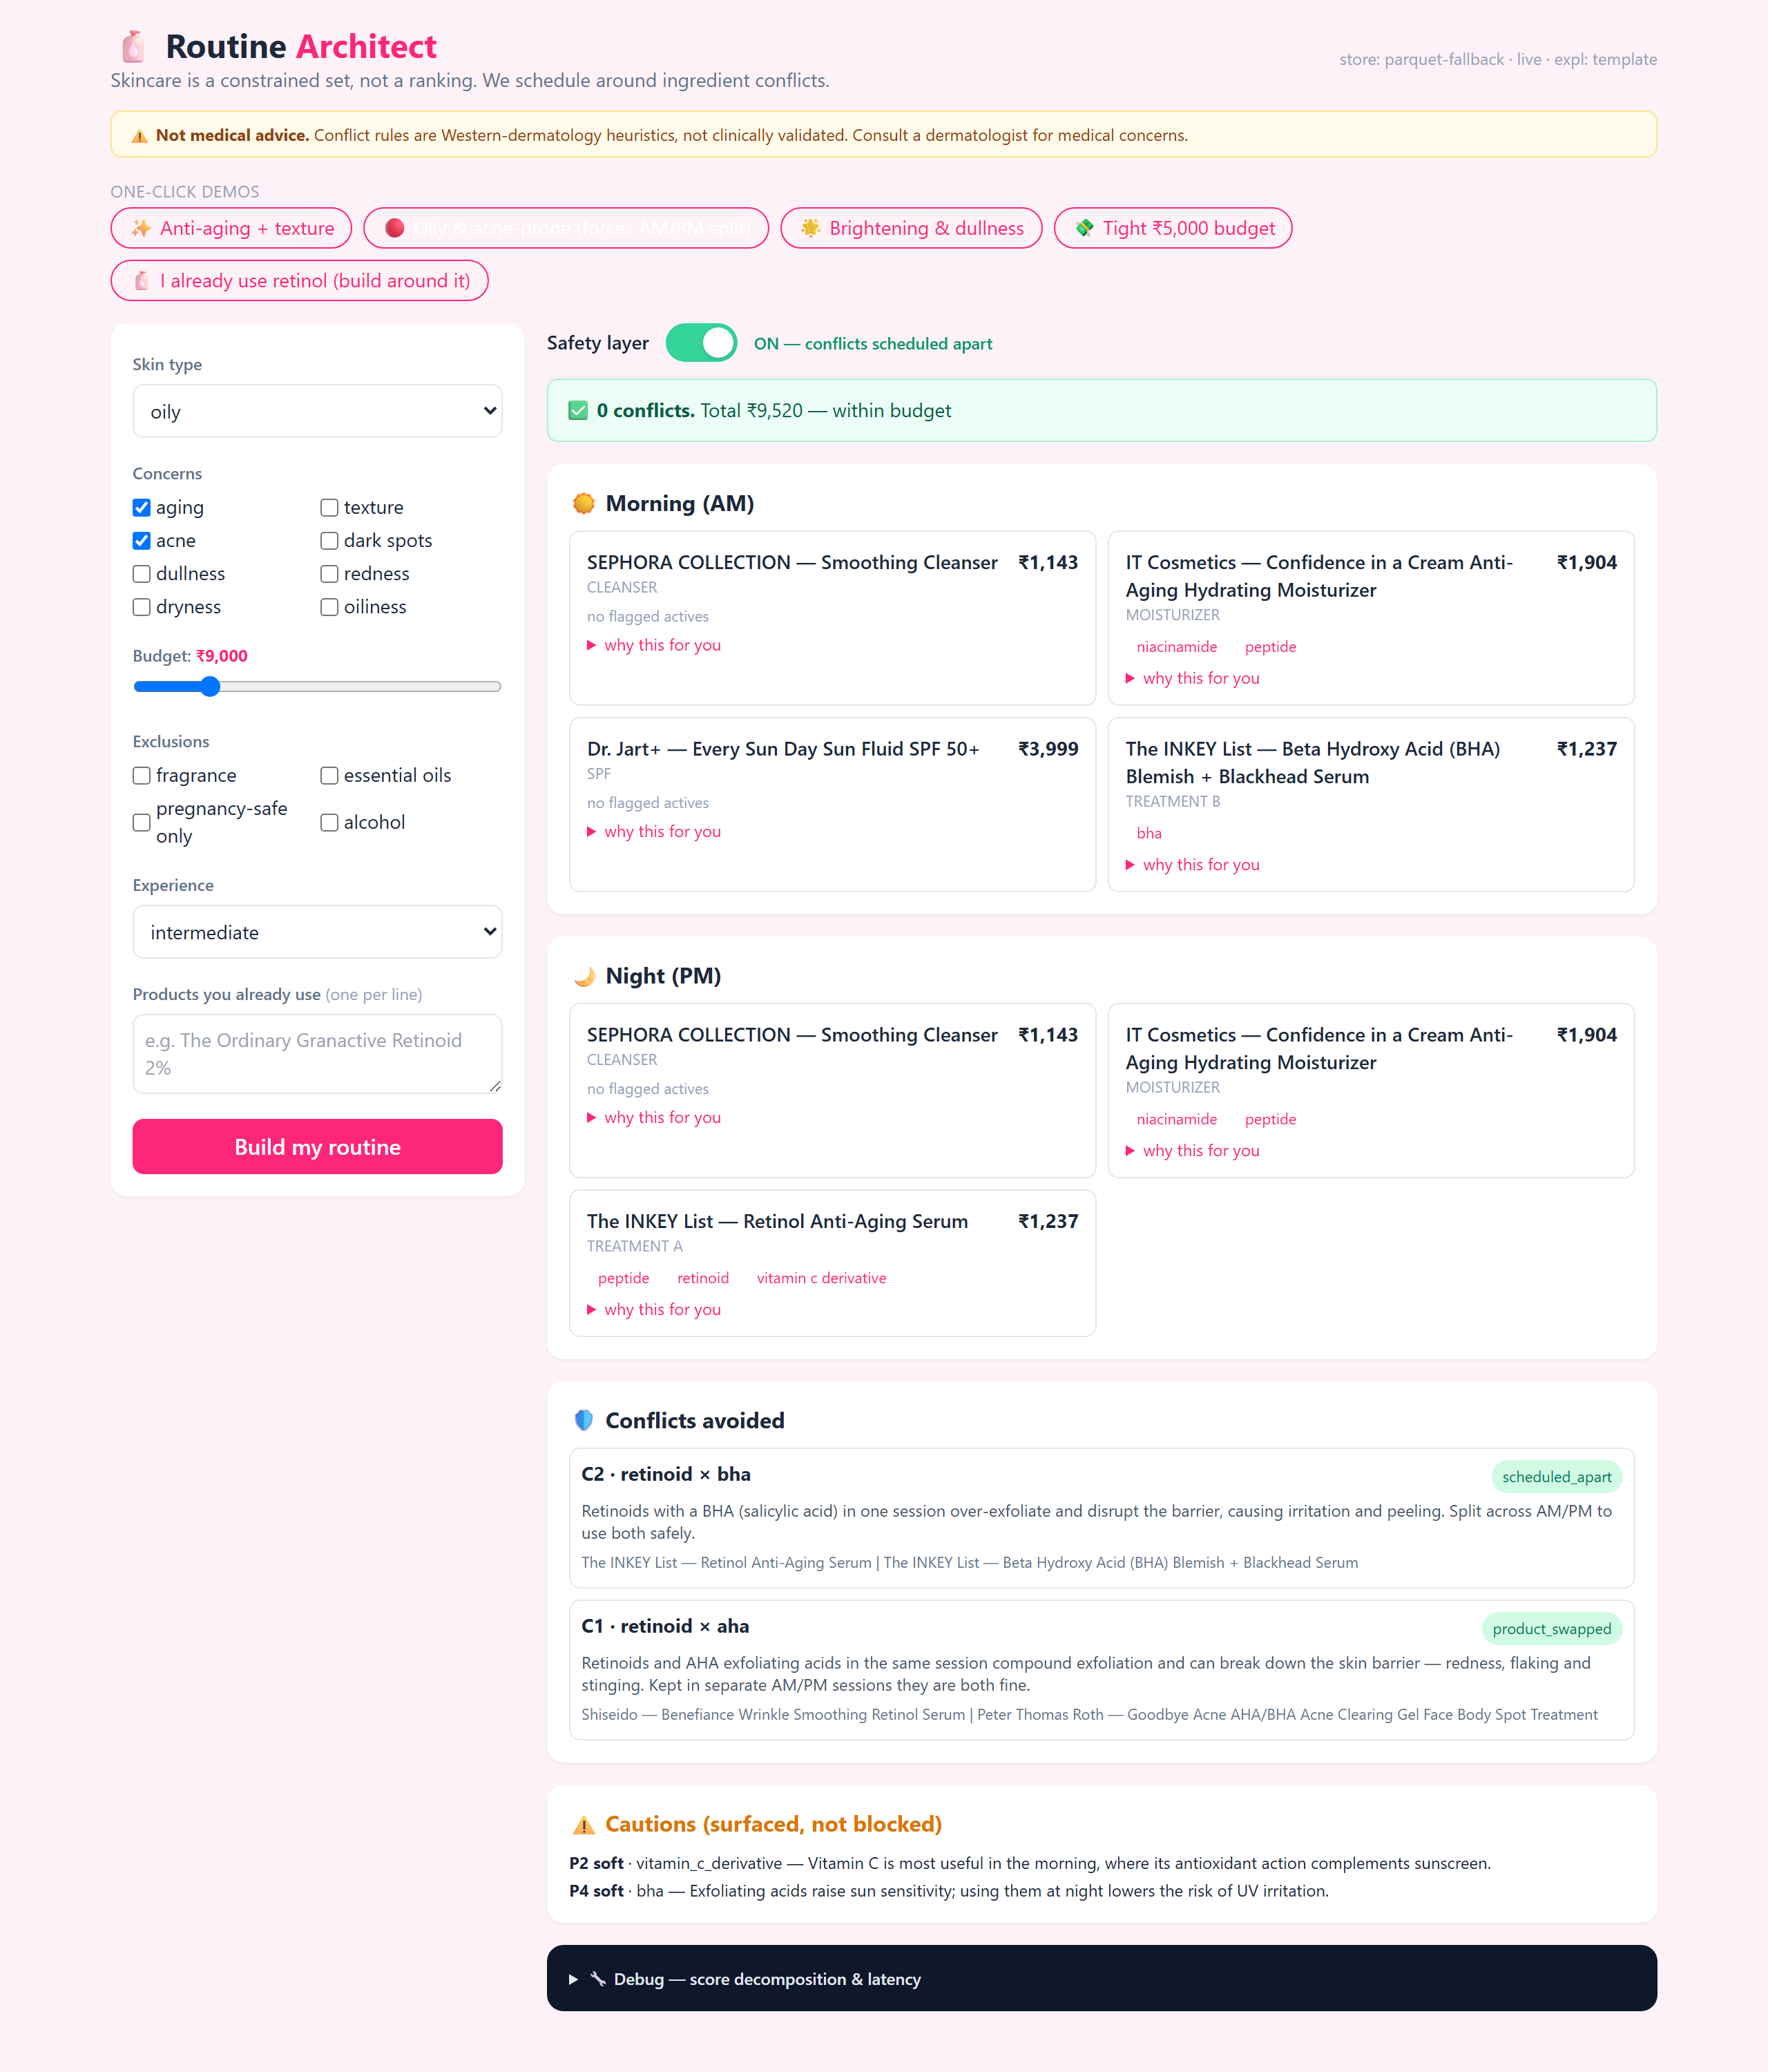 Routine Architect
Skincare is a constrained set, not a ranking. We schedule around ingredient conflicts.
store: parquet-fallback · live · expl: template
Not medical advice. Conflict rules are Western-dermatology heuristics, not clinically validated. Consult a dermatologist for medical concerns.
ONE-CLICK DEMOS
Anti-aging + texture
Oily & acne-prone (forces AM/PM split)
Brightening & dullness
Tight ₹5,000 budget
I already use retinol (build around it)
Skin type
oily
Concerns
aging
texture
acne
dark spots
dullness
redness
dryness
oiliness
Budget: ₹9,000
Exclusions
fragrance
essential oils
pregnancy-safe
only
alcohol
Experience
intermediate
Products you already use (one per line)
e.g. The Ordinary Granactive Retinoid
2%
Build my routine
Safety layer
ON — conflicts scheduled apart
0 conflicts. Total ₹9,520 — within budget
Morning (AM)
SEPHORA COLLECTION — Smoothing Cleanser ₹1,143
CLEANSER
no flagged actives
why this for you
IT Cosmetics — Confidence in a Cream Anti- ₹1,904
Aging Hydrating Moisturizer
MOISTURIZER
niacinamide peptide
why this for you
Dr. Jart+ — Every Sun Day Sun Fluid SPF 50+ ₹3,999
SPF
no flagged actives
why this for you
The INKEY List — Beta Hydroxy Acid (BHA) ₹1,237
Blemish + Blackhead Serum
TREATMENT B
bha
why this for you
Night (PM)
SEPHORA COLLECTION — Smoothing Cleanser ₹1,143
CLEANSER
no flagged actives
why this for you
IT Cosmetics — Confidence in a Cream Anti- ₹1,904
Aging Hydrating Moisturizer
MOISTURIZER
niacinamide peptide
why this for you
The INKEY List — Retinol Anti-Aging Serum ₹1,237
TREATMENT A
peptide retinoid vitamin c derivative
why this for you
Conflicts avoided
C2 · retinoid × bha
scheduled_apart
Retinoids with a BHA (salicylic acid) in one session over-exfoliate and disrupt the barrier, causing irritation and peeling. Split across AM/PM to
use both safely.
The INKEY List — Retinol Anti-Aging Serum | The INKEY List — Beta Hydroxy Acid (BHA) Blemish + Blackhead Serum
C1 · retinoid × aha
product_swapped
Retinoids and AHA exfoliating acids in the same session compound exfoliation and can break down the skin barrier — redness, flaking and
stinging. Kept in separate AM/PM sessions they are both fine.
Shiseido — Benefiance Wrinkle Smoothing Retinol Serum | Peter Thomas Roth — Goodbye Acne AHA/BHA Acne Clearing Gel Face Body Spot Treatment
Cautions (surfaced, not blocked)
P2 soft · vitamin_c_derivative — Vitamin C is most useful in the morning, where its antioxidant action complements sunscreen.
P4 soft · bha — Exfoliating acids raise sun sensitivity; using them at night lowers the risk of UV irritation.
Debug — score decomposition & latency